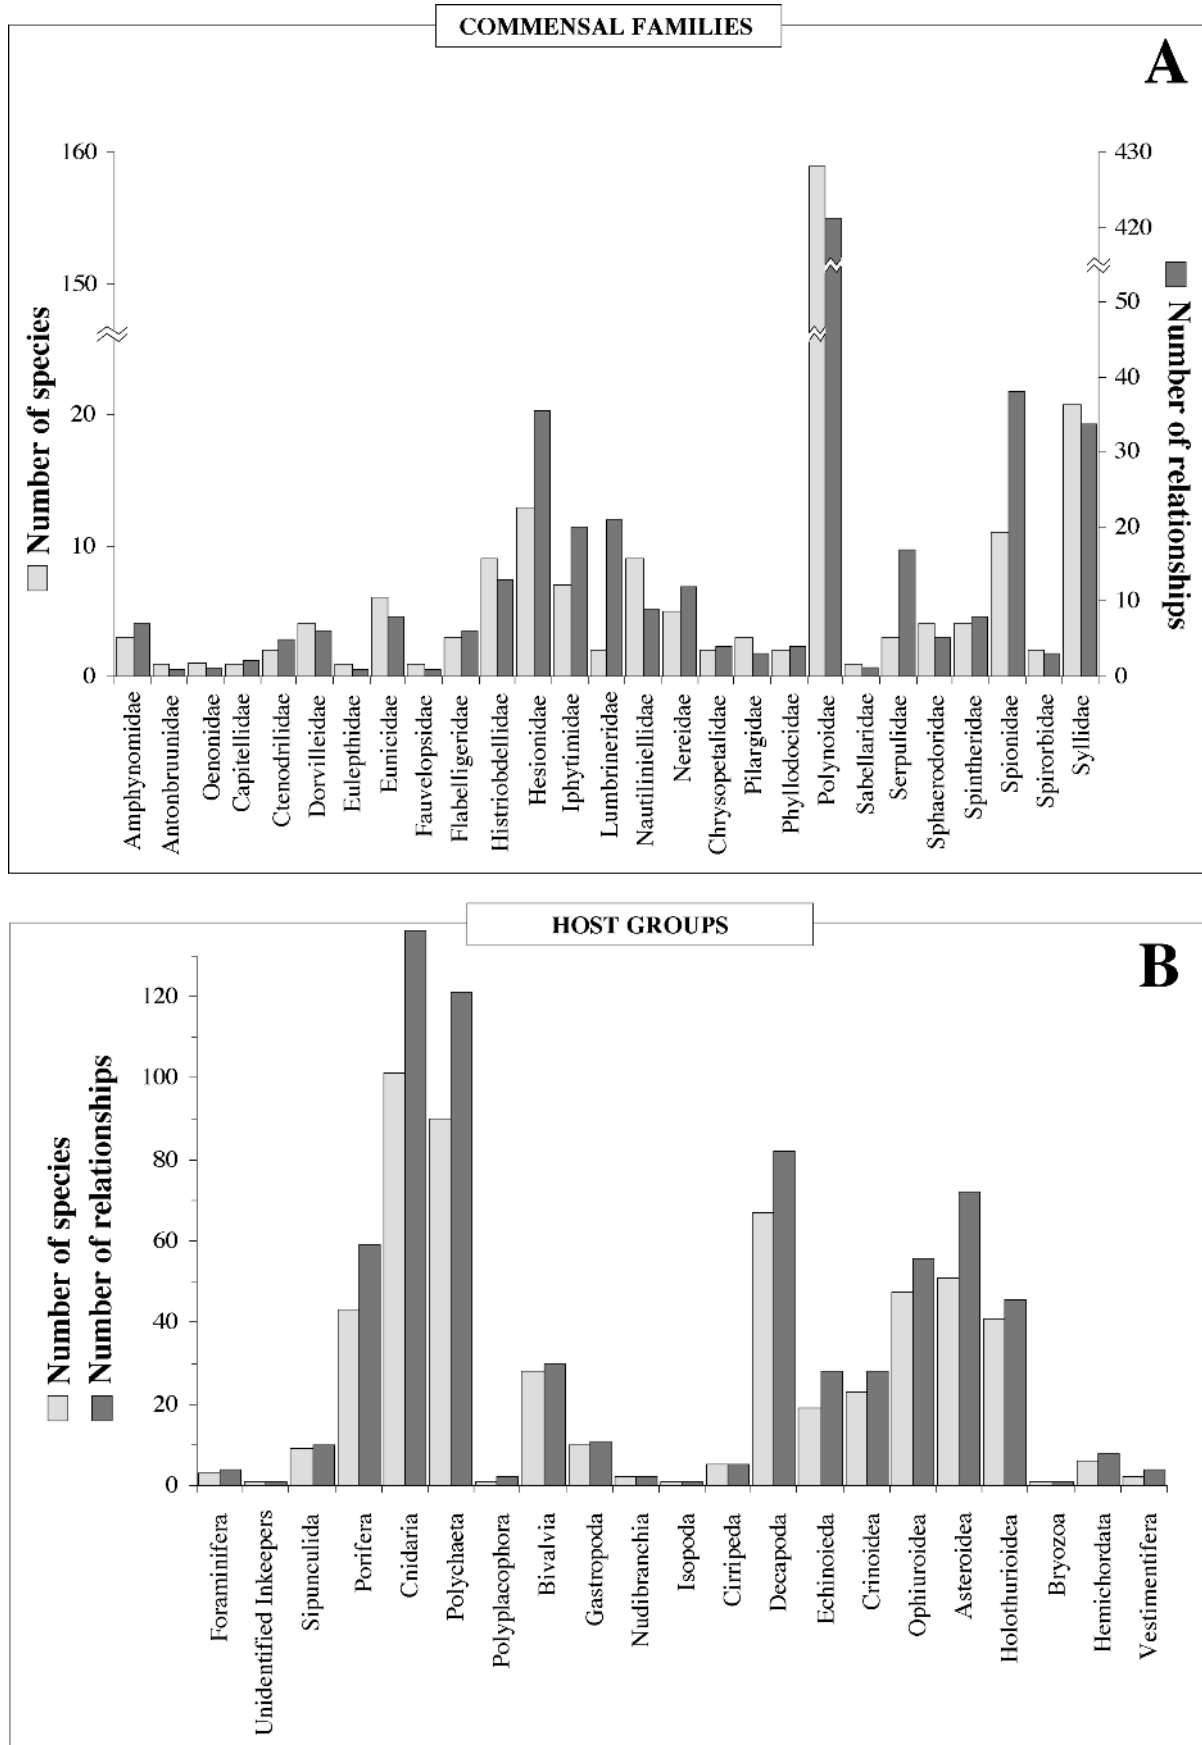 COMMENSAL FAMILIES
A
160
150
20
10
0
430
420
50
40
30
20
10
0
Number of species
Number of relationships
Amphynomidae
Antonbruunidae
Oenonidae
Capitellidae
Ctenodrilidae
Dorvilleidae
Eulepthidae
Eunicidae
Fauvelopsidae
Flabelligeridae
Histriobdellidae
Hesionidae
Iphytimidae
Lumbrineridae
Nautiliniellidae
Nereidae
Chrysopetalidae
Pilargidae
Phyllodocidae
Polynoidae
Sabellaridae
Serpulidae
Sphaerodoridae
Spintheridae
Spionidae
Spirorbidae
Syllidae
HOST GROUPS
B
120
100
80
60
40
20
0
Number of species
Number of relationships
Foraminifera
Unidentified Inkeepers
Sipunculida
Porifera
Cnidaria
Polychaeta
Polyplacophora
Bivalvia
Gastropoda
Nudibranchia
Isopoda
Cirripeda
Decapoda
Echinoieda
Crinoidea
Ophiuroidea
Asteroidea
Holothurioidea
Bryozoa
Hemichordata
Vestimentifera